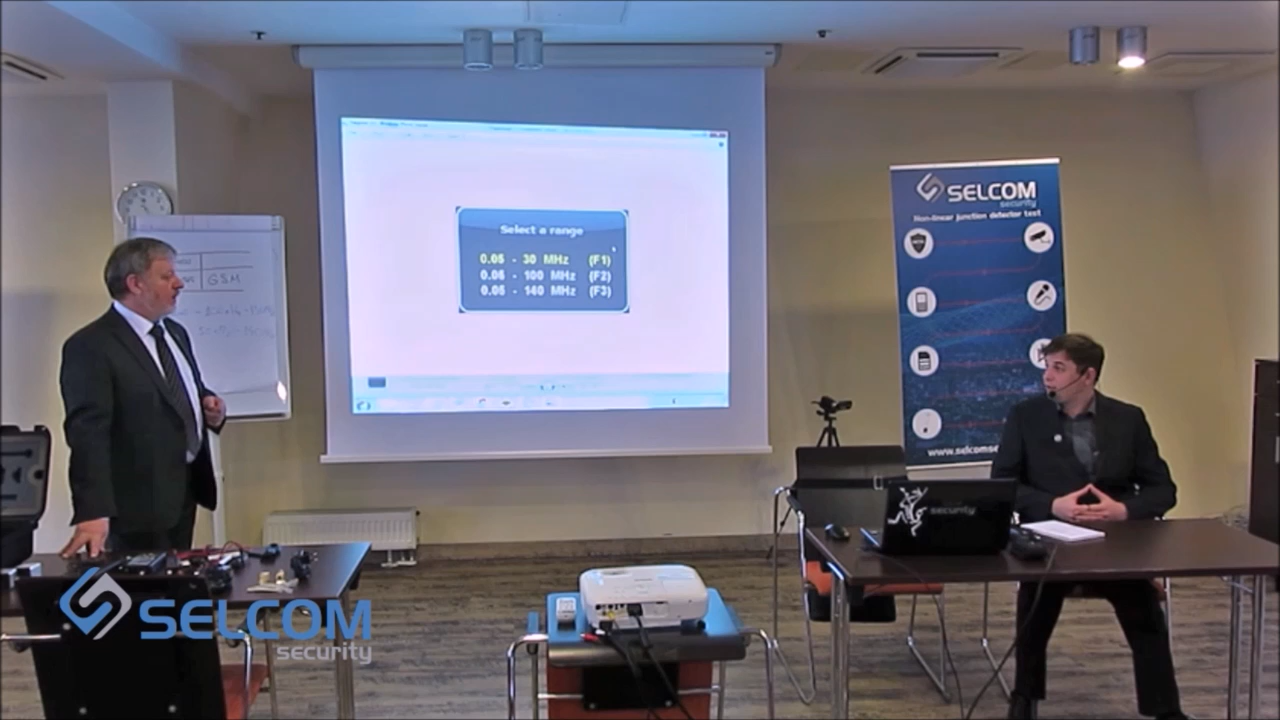 Select a range
0.05 - 30 MHz (F1)
0.05 - 100 MHz (F2)
0.05 - 140 MHz (F3)
GSM
SELCOM
security
Non-linear junction detector test
www.selcomse
security
SELCOM
security